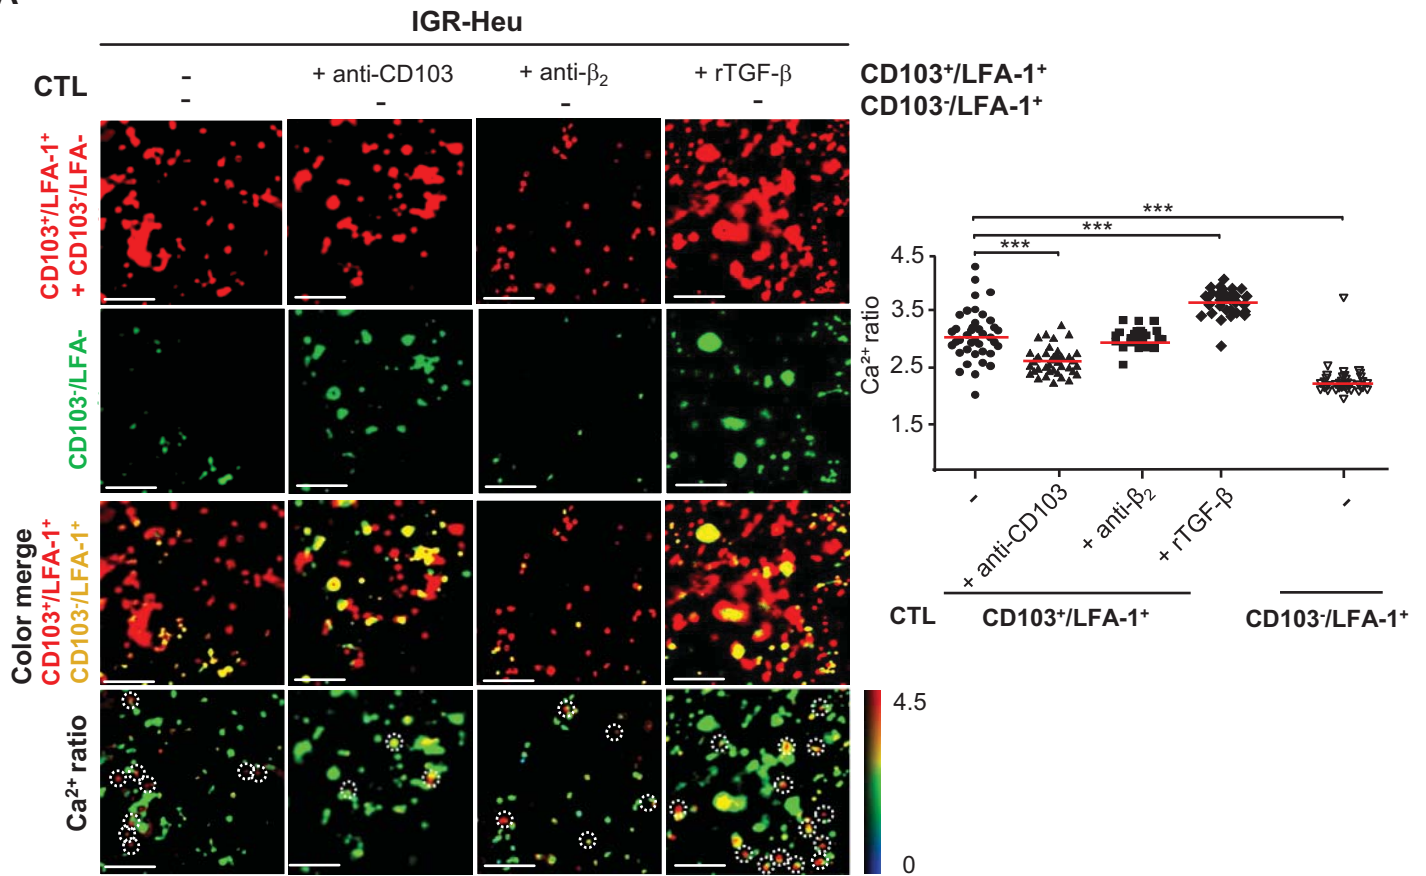 IGR-Heu
CTL
- + anti-CD103 + anti-β2 + rTGF-β CD103+/LFA-1+
- - - - CD103-/LFA-1+
CD103+/LFA-1+
+ CD103-/LFA-
CD103-/LFA-
Color merge
CD103+/LFA-1+
CD103-/LFA-1+
Ca2+ ratio
4.5
0
***
***
***
Ca2+ ratio
4.5
3.5
2.5
1.5
- + anti-CD103 + anti-β2 + rTGF-β -
CTL CD103+/LFA-1+ CD103-/LFA-1+